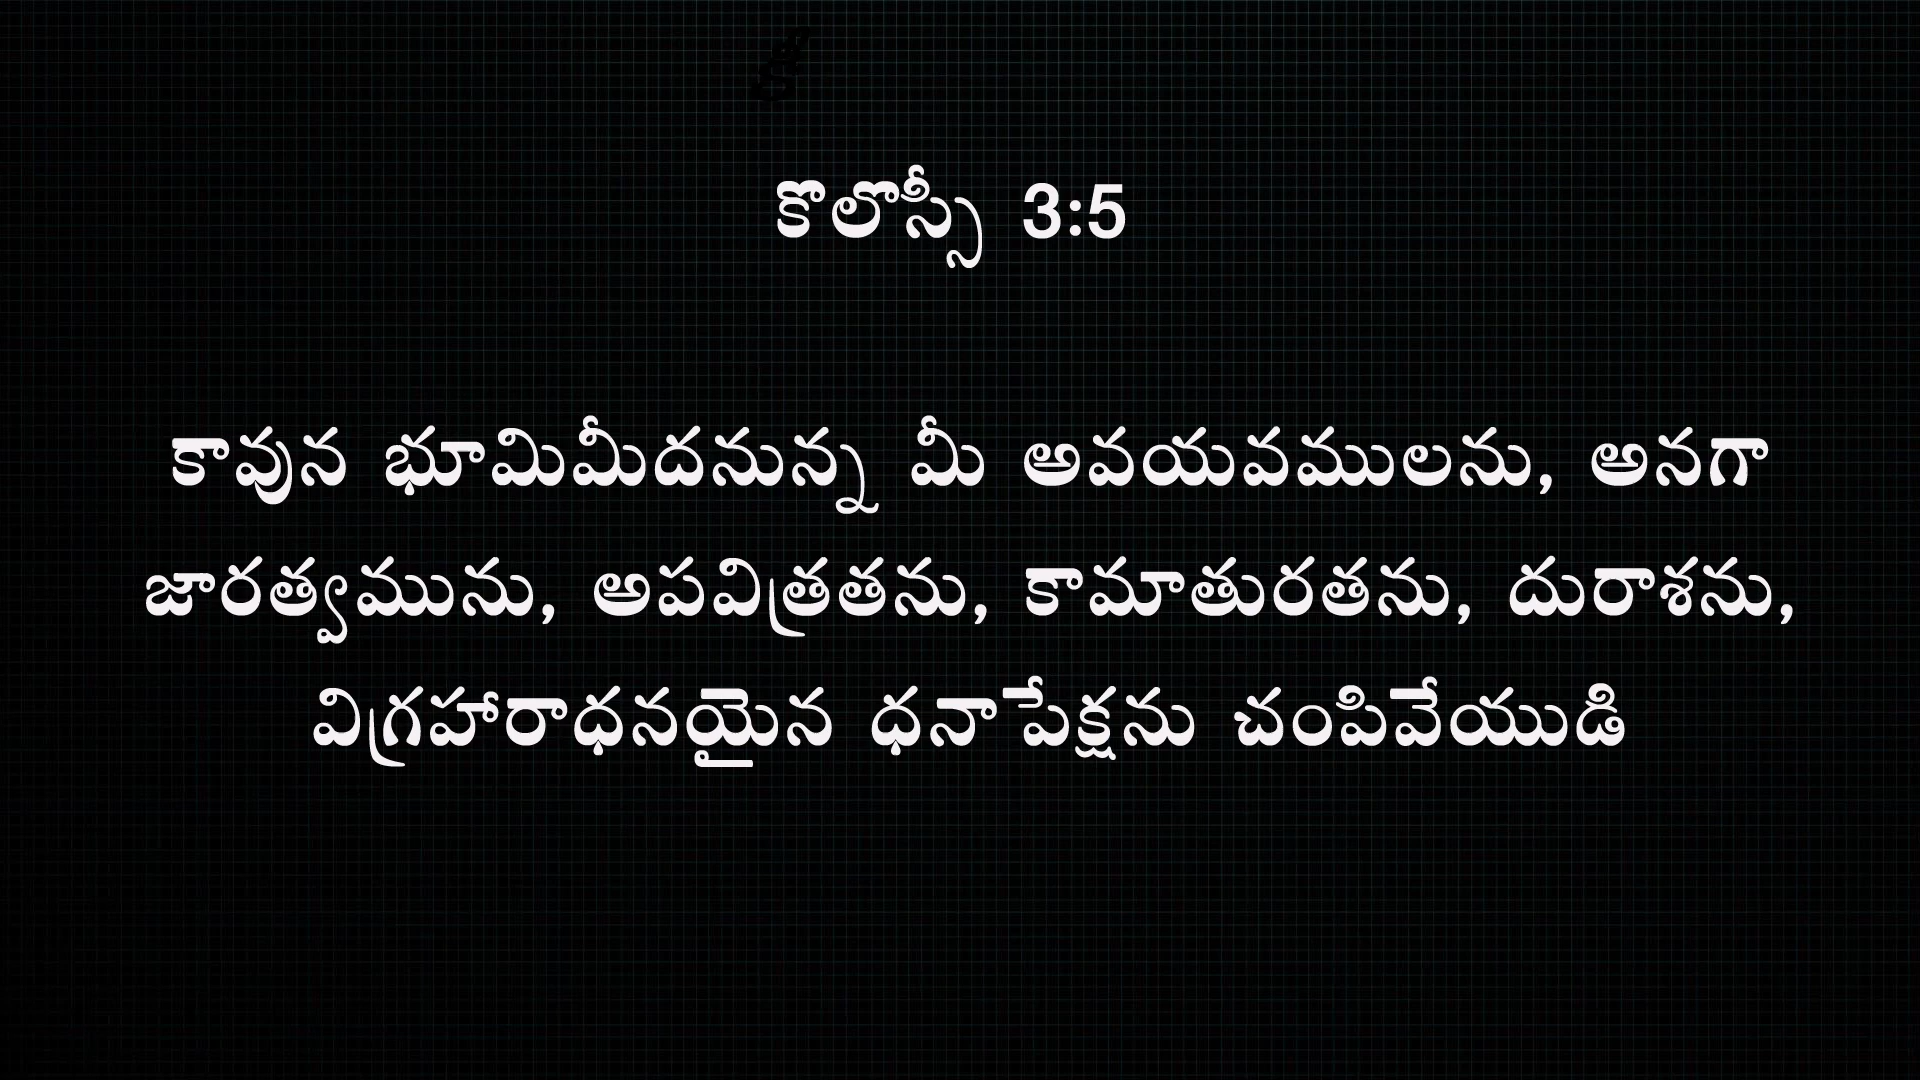 కొలొస్సీ 3:5
కావున భూమిమీదనున్న మీ అవయవములను, అనగా
జారత్వమును, అపవిత్రతను, కామాతురతను, దురాశను,
విగ్రహారాధనయైన ధనాపేక్షను చంపివేయుడి